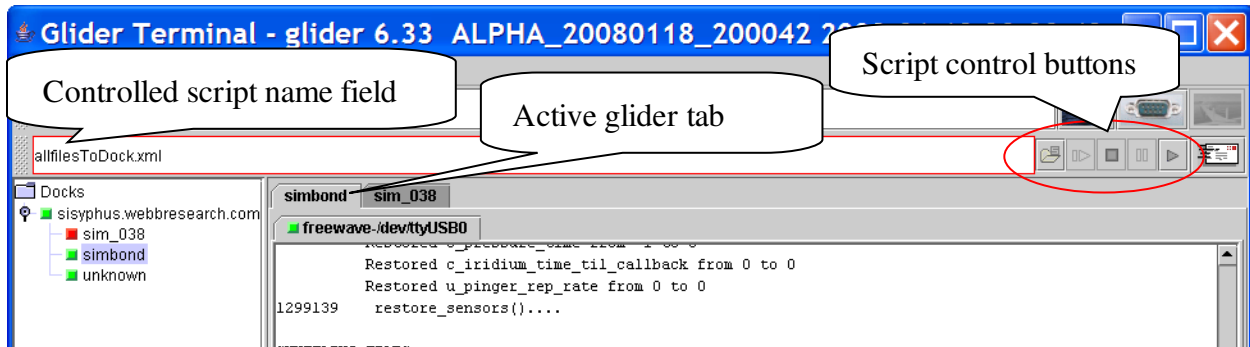 Glider Terminal - glider 6.33 ALPHA_20080118_200042
Script control buttons
Controlled script name field
Active glider tab
allfilesToDock.xml
Docks
sisyphus.webbresearch.com
sim_038
simbond
unknown
simbond sim_038
freewave-/dev/ttyUSB0
Restored c_iridium_time_til_callback from 0 to 0
Restored u_pinger_rep_rate from 0 to 0
1299139 restore_sensors()....